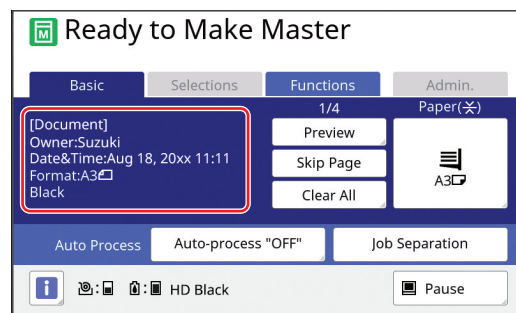 Ready to Make Master
Basic
Selections
Functions
Admin.
[Document]
Owner:Suzuki
Date&Time:Aug 18, 20xx 11:11
Format:A3
Black
1/4
Preview
Skip Page
Clear All
Paper()
A3
Auto Process
Auto-process "OFF"
Job Separation
HD Black
Pause